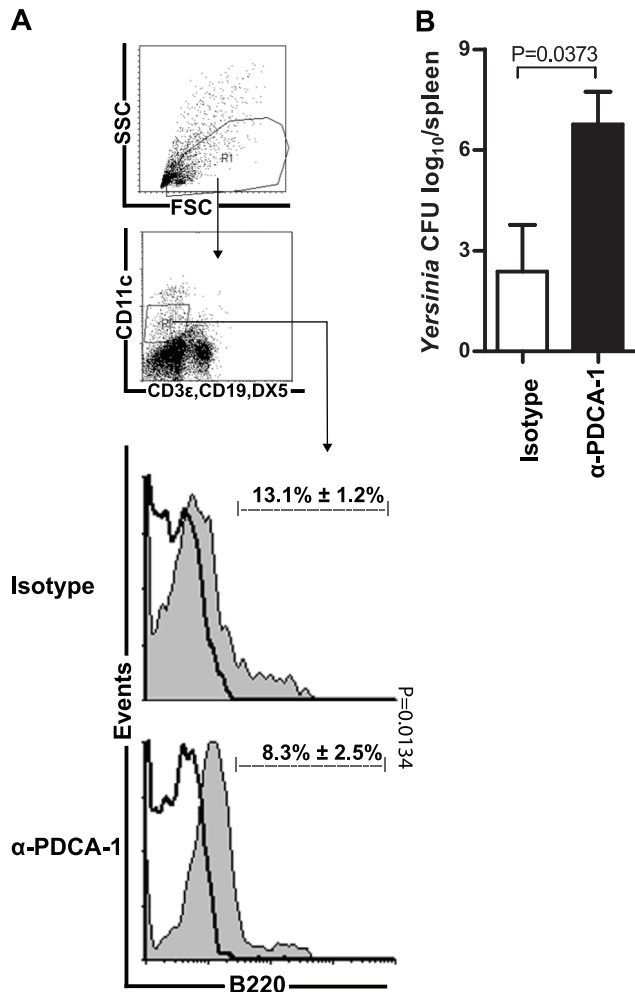 A
SSC
R1
FSC
CD11c
CD3ε,CD19,DX5
13.1% ± 1.2%
Isotype
Events
P=0.0134
8.3% ± 2.5%
α-PDCA-1
B220
B
P=0.0373
Yersinia CFU log10/spleen
9
6
3
0
Isotype
α-PDCA-1